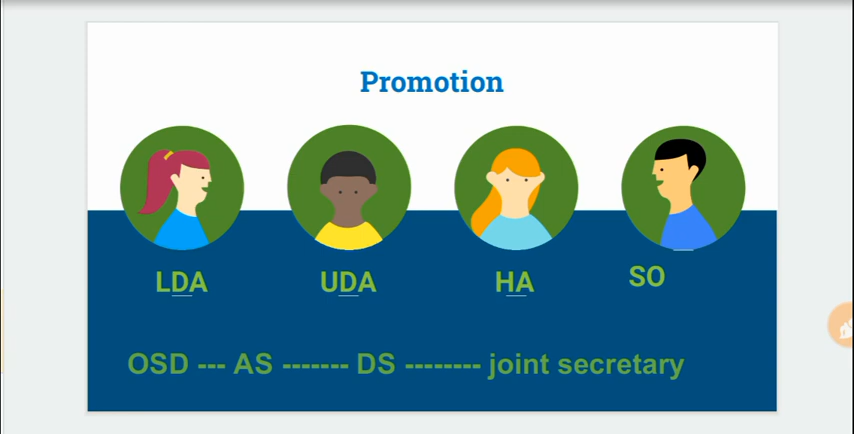 Promotion
LDA UDA HA SO
OSD --- AS ------- DS -------- joint secretary